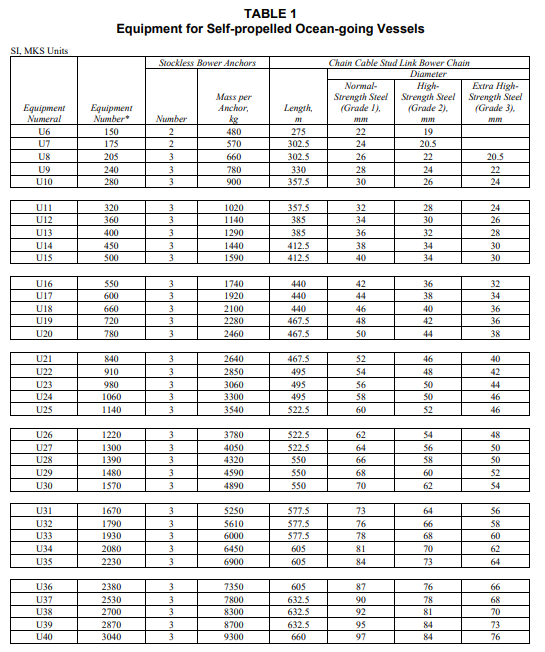 TABLE 1
Equipment for Self-propelled Ocean-going Vessels
SI, MKS Units
Stockless Bower Anchors Chain Cable Stud Link Bower Chain
Diameter
Equipment Numeral Equipment Number* Number Mass per Anchor, kg Length, m Normal-Strength Steel (Grade 1), mm High-Strength Steel (Grade 2), mm Extra High-Strength Steel (Grade 3), mm
U6 150 2 480 275 22 19
U7 175 2 570 302.5 24 20.5
U8 205 3 660 302.5 26 22 20.5
U9 240 3 780 330 28 24 22
U10 280 3 900 357.5 30 26 24
U11 320 3 1020 357.5 32 28 24
U12 360 3 1140 385 34 30 26
U13 400 3 1290 385 36 32 28
U14 450 3 1440 412.5 38 34 30
U15 500 3 1590 412.5 40 34 30
U16 550 3 1740 440 42 36 32
U17 600 3 1920 440 44 38 34
U18 660 3 2100 440 46 40 36
U19 720 3 2280 467.5 48 42 36
U20 780 3 2460 467.5 50 44 38
U21 840 3 2640 467.5 52 46 40
U22 910 3 2850 495 54 48 42
U23 980 3 3060 495 56 50 44
U24 1060 3 3300 495 58 50 46
U25 1140 3 3540 522.5 60 52 46
U26 1220 3 3780 522.5 62 54 48
U27 1300 3 4050 522.5 64 56 50
U28 1390 3 4320 550 66 58 50
U29 1480 3 4590 550 68 60 52
U30 1570 3 4890 550 70 62 54
U31 1670 3 5250 577.5 73 64 56
U32 1790 3 5610 577.5 76 66 58
U33 1930 3 6000 577.5 78 68 60
U34 2080 3 6450 605 81 70 62
U35 2230 3 6900 605 84 73 64
U36 2380 3 7350 605 87 76 66
U37 2530 3 7800 632.5 90 78 68
U38 2700 3 8300 632.5 92 81 70
U39 2870 3 8700 632.5 95 84 73
U40 3040 3 9300 660 97 84 76